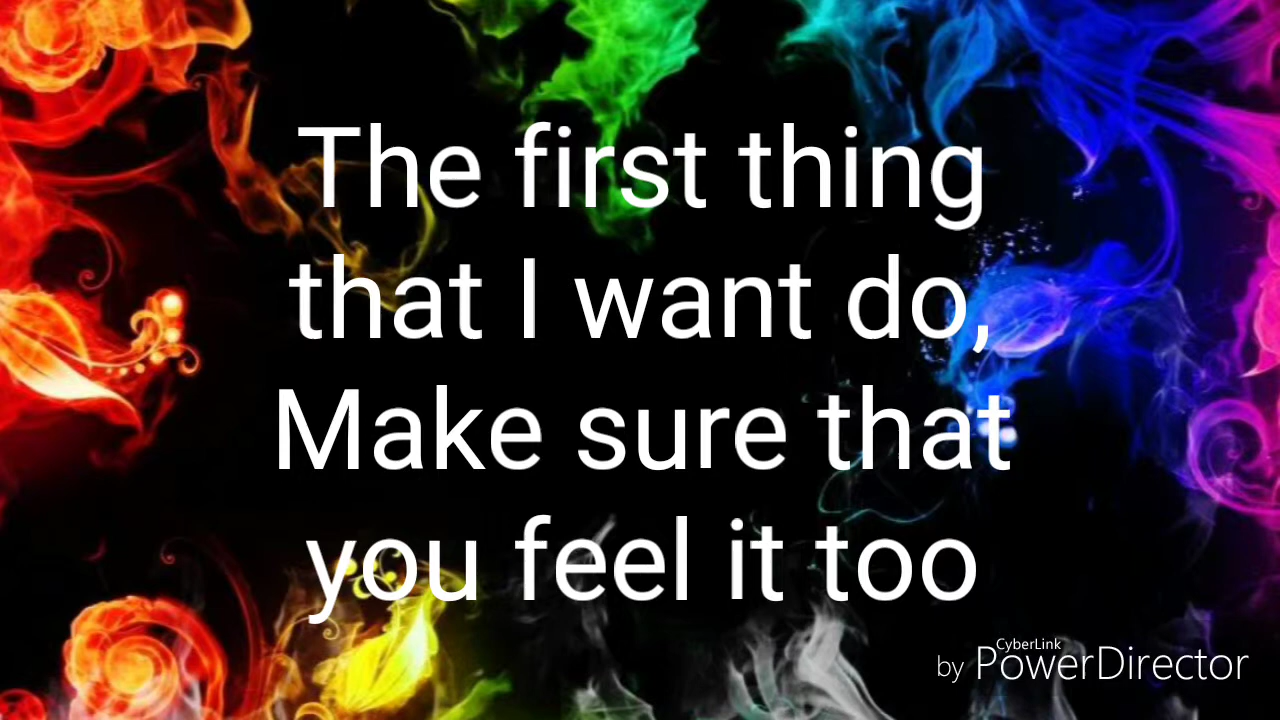 The first thing
that I want do,
Make sure that
you feel it too
CyberLink
by PowerDirector